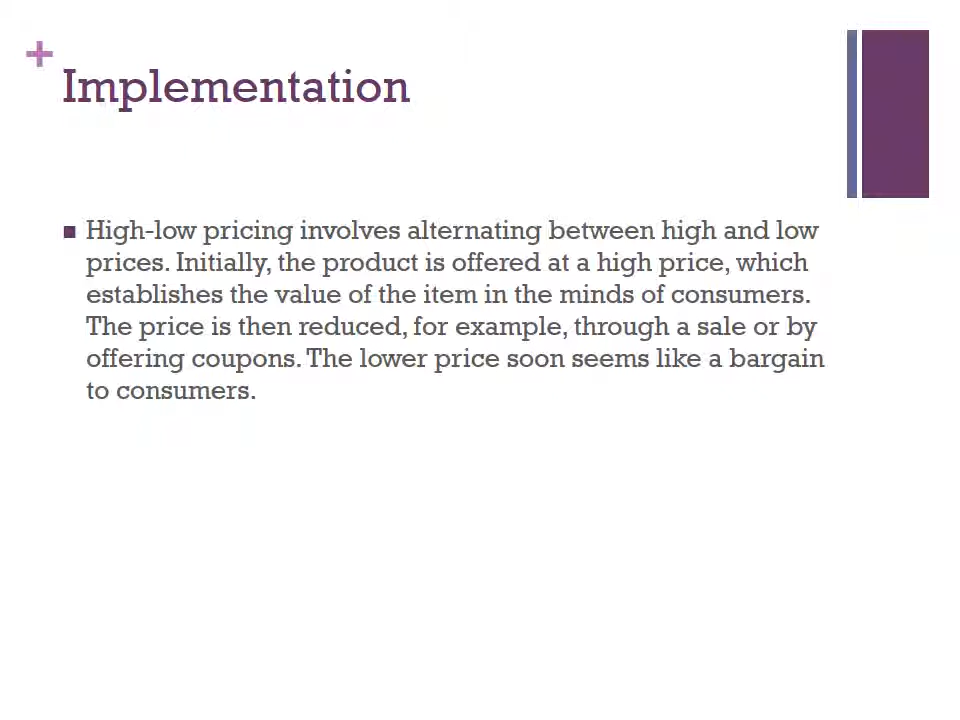 +
Implementation
■ High-low pricing involves alternating between high and low
prices. Initially, the product is offered at a high price, which
establishes the value of the item in the minds of consumers.
The price is then reduced, for example, through a sale or by
offering coupons. The lower price soon seems like a bargain
to consumers.